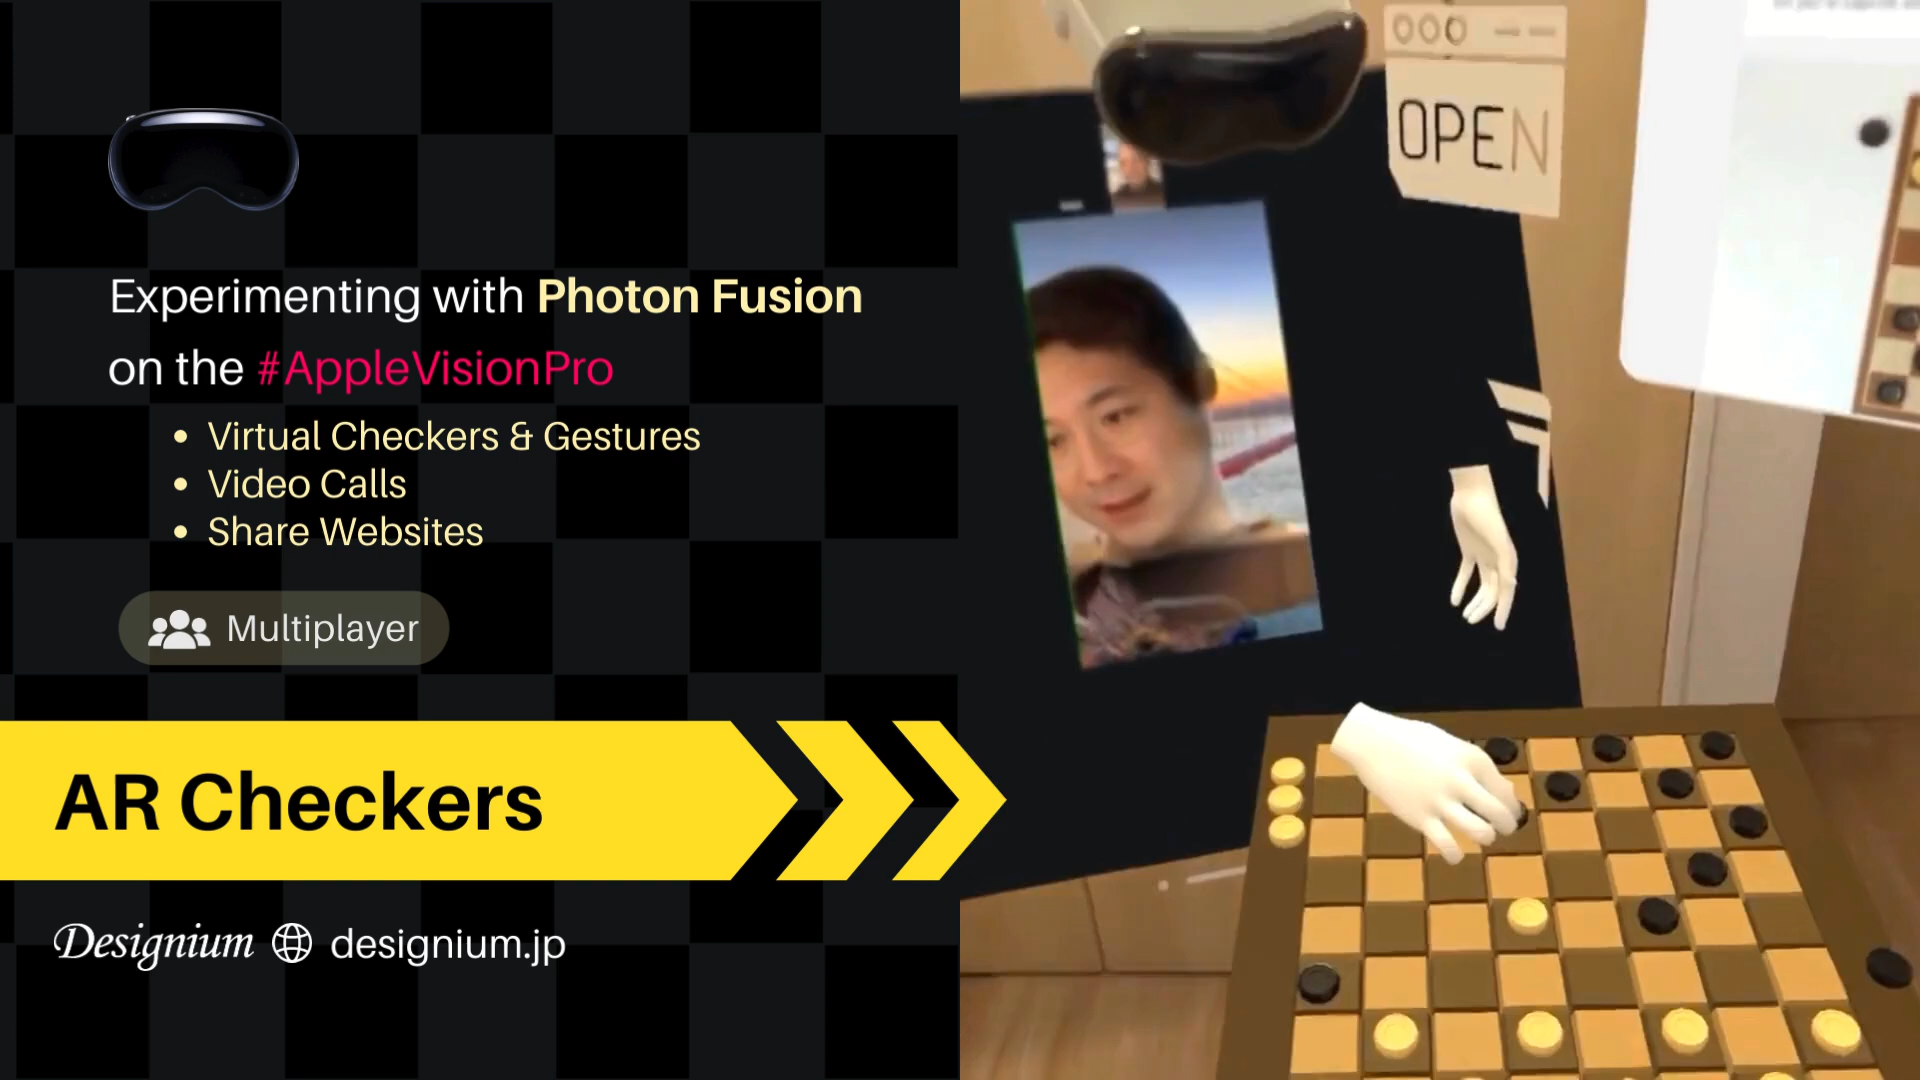 Experimenting with Photon Fusion
on the #AppleVisionPro
• Virtual Checkers & Gestures
• Video Calls
• Share Websites
Multiplayer
AR Checkers
Designium designium.jp
OPEN